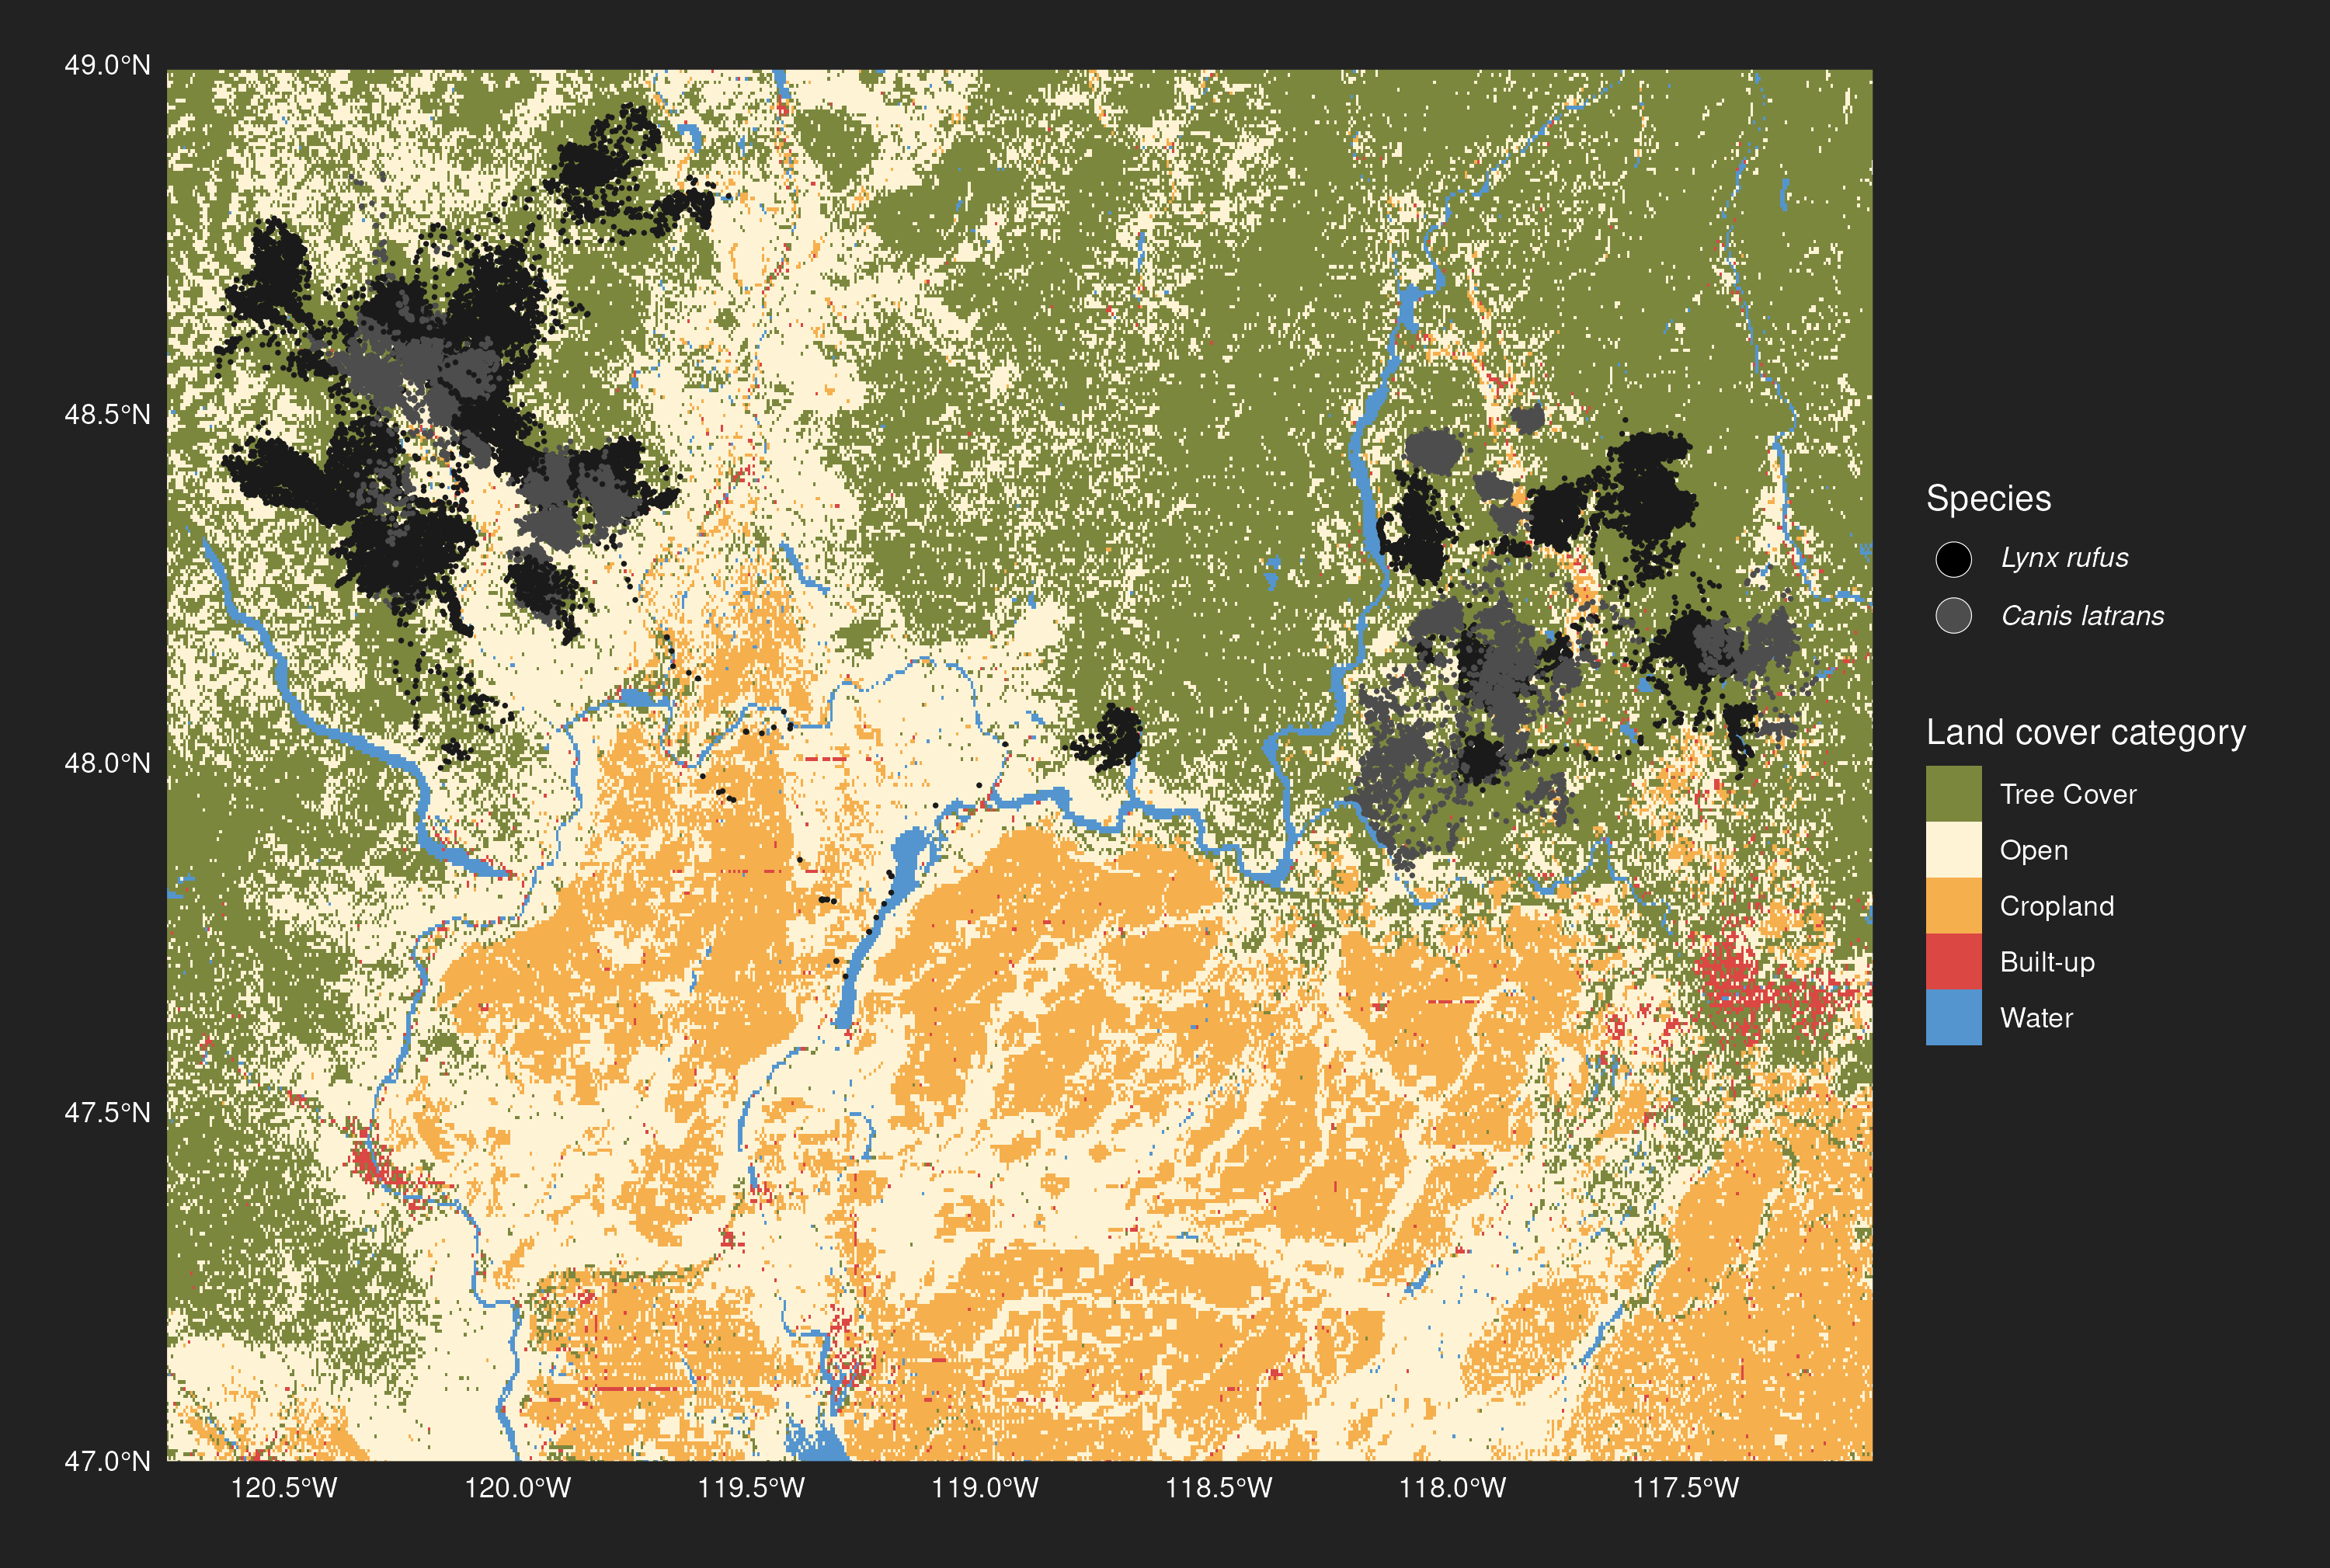 49.0°N
48.5°N
48.0°N
47.5°N
47.0°N
120.5°W
120.0°W
119.5°W
119.0°W
118.5°W
118.0°W
117.5°W
Species
Lynx rufus
Canis latrans
Land cover category
Tree Cover
Open
Cropland
Built-up
Water